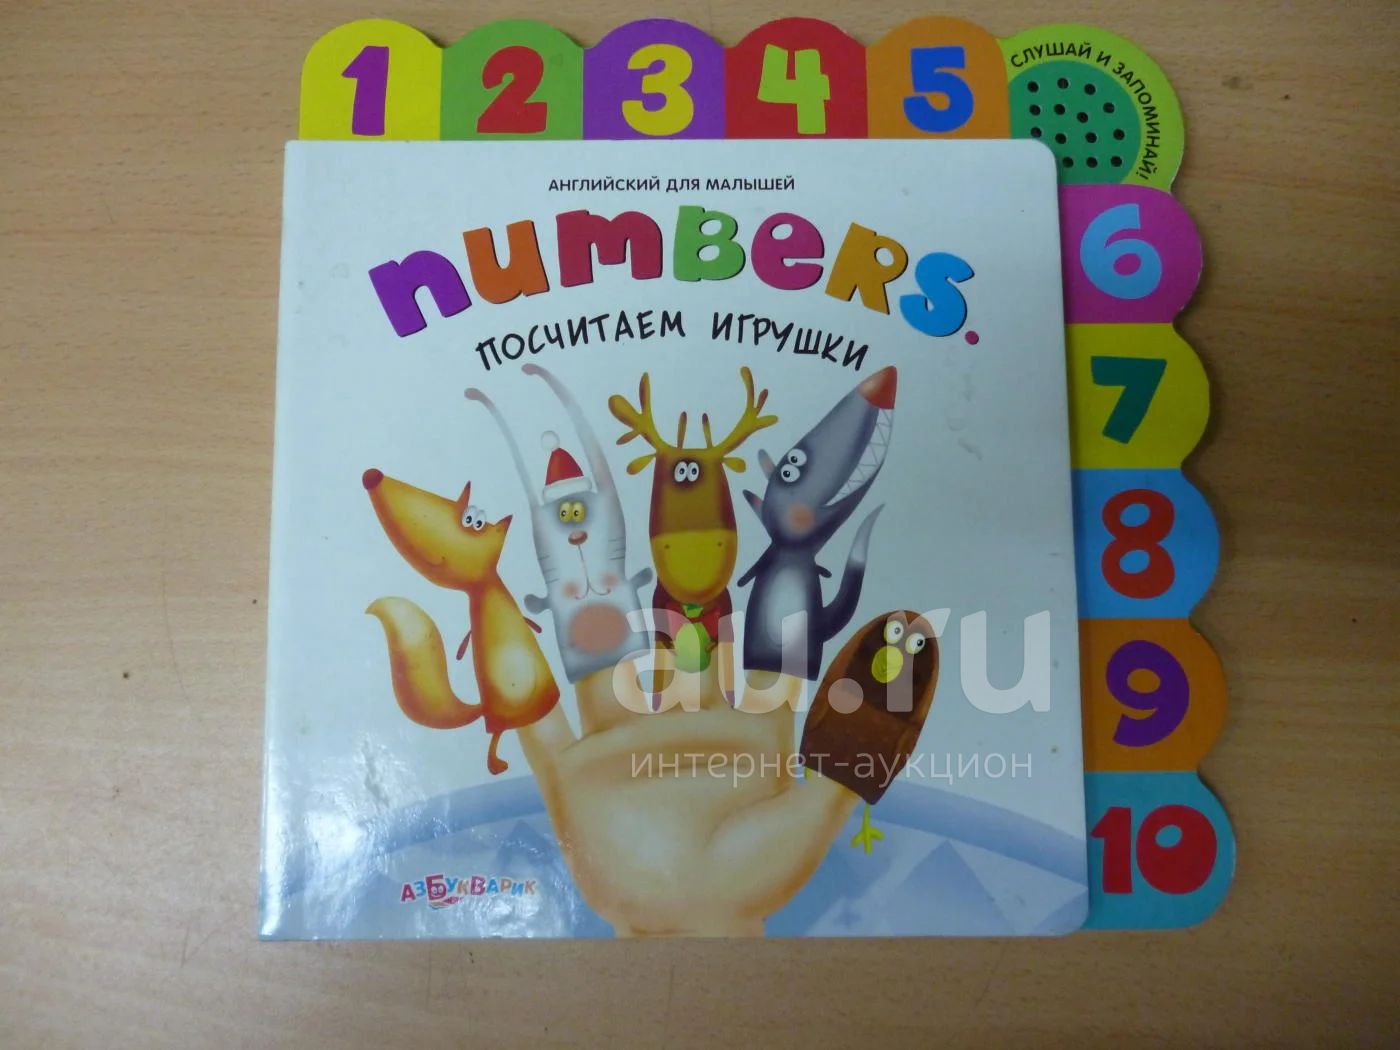 1 2 3 4 5
СЛУШАЙ И ЗАПОМИНАЙ!
АНГЛИЙСКИЙ ДЛЯ МАЛЫШЕЙ
numbers.
ПОСЧИТАЕМ ИГРУШКИ
6
7
8
9
10
au.ru
интернет-аукцион
АЗБУКВАРИК